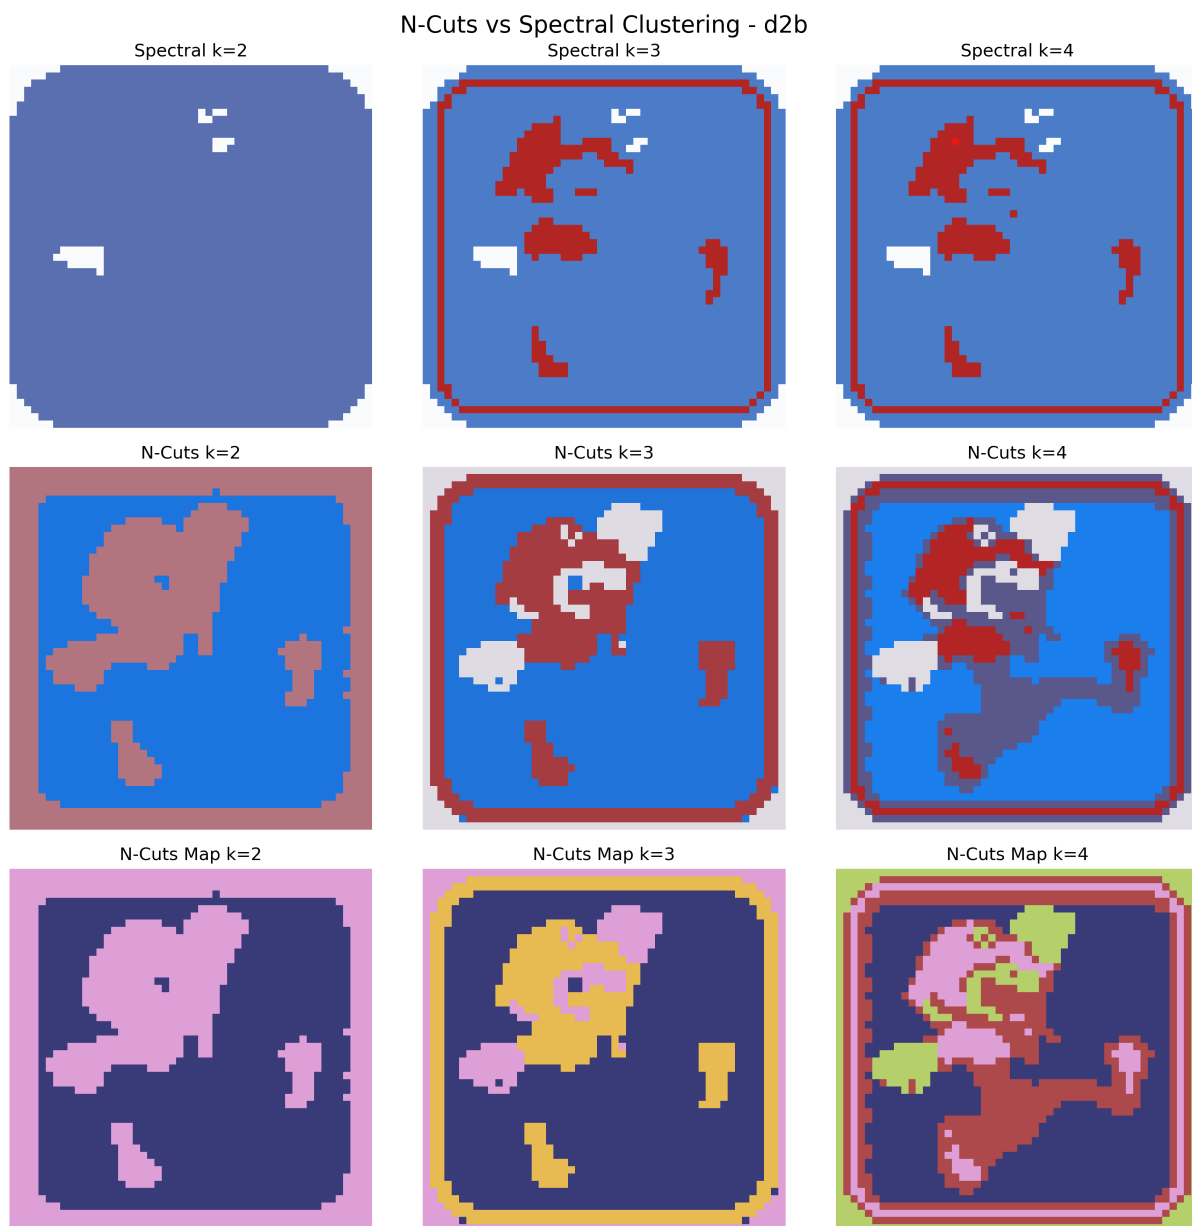 N-Cuts vs Spectral Clustering - d2b
Spectral k=2
Spectral k=3
Spectral k=4
N-Cuts k=2
N-Cuts k=3
N-Cuts k=4
N-Cuts Map k=2
N-Cuts Map k=3
N-Cuts Map k=4